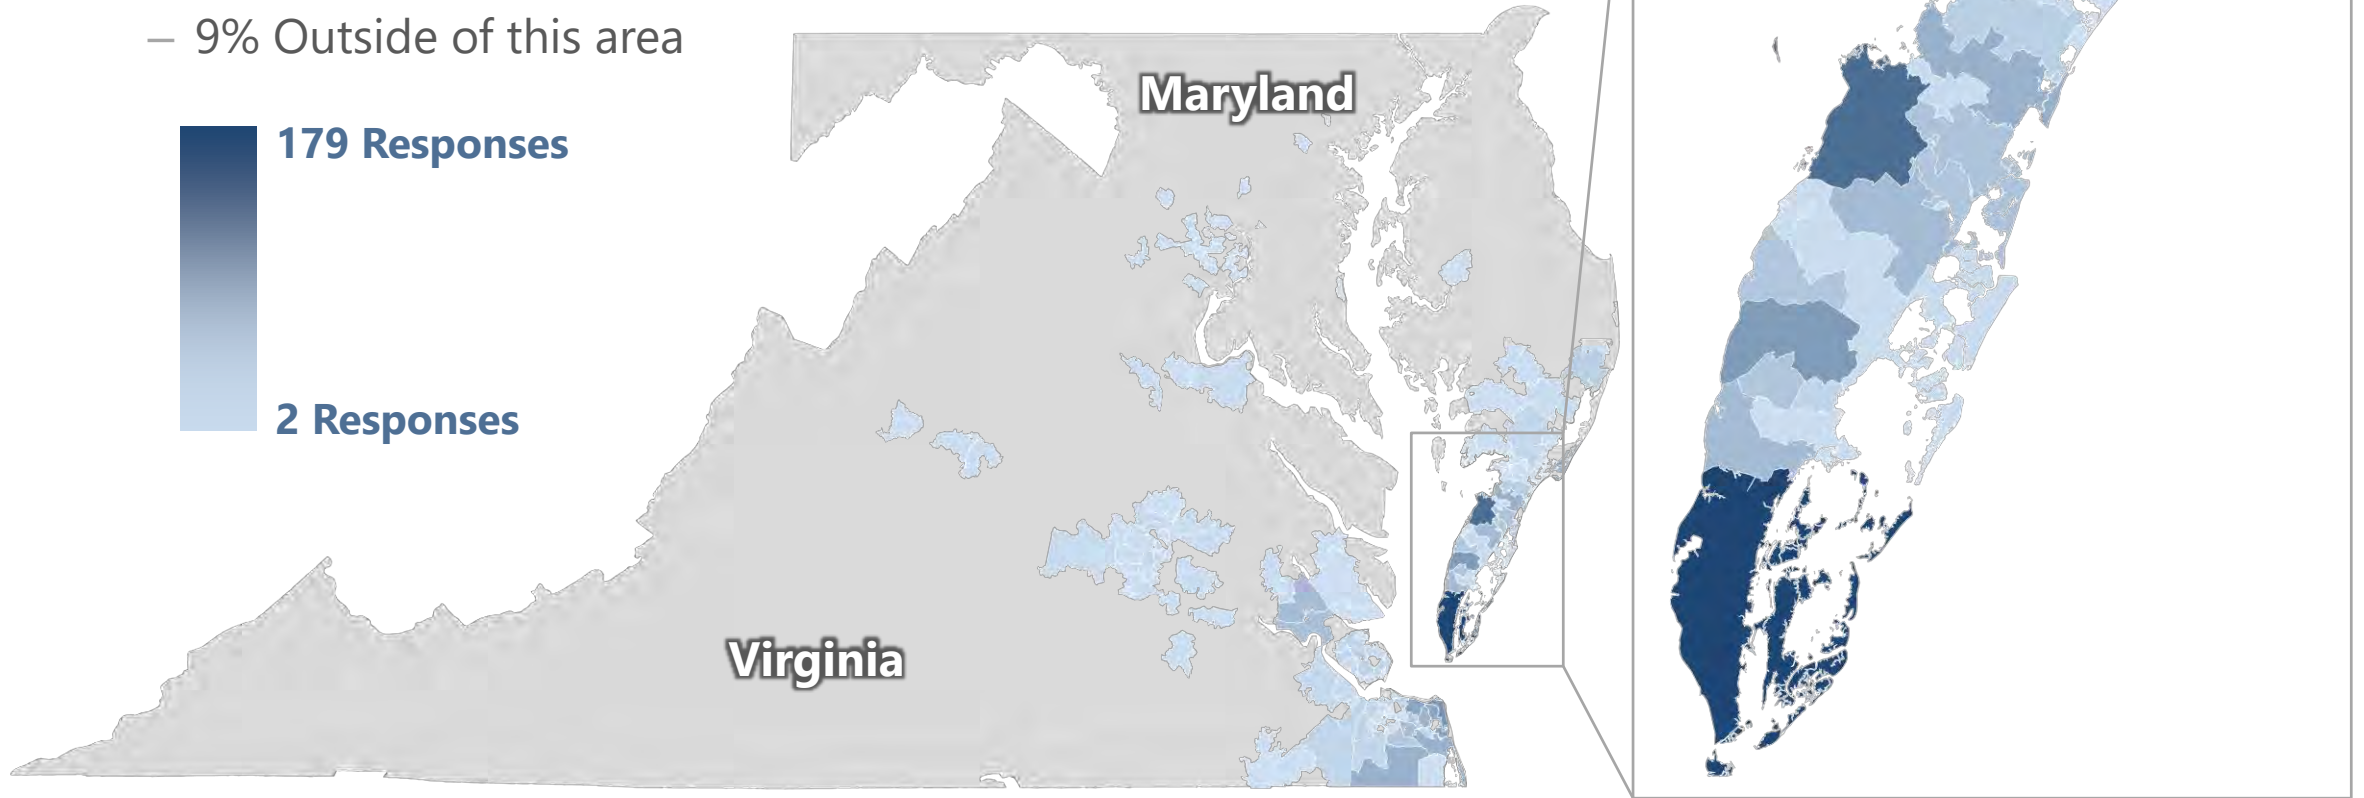 – 9% Outside of this area
Maryland
179 Responses
2 Responses
Virginia